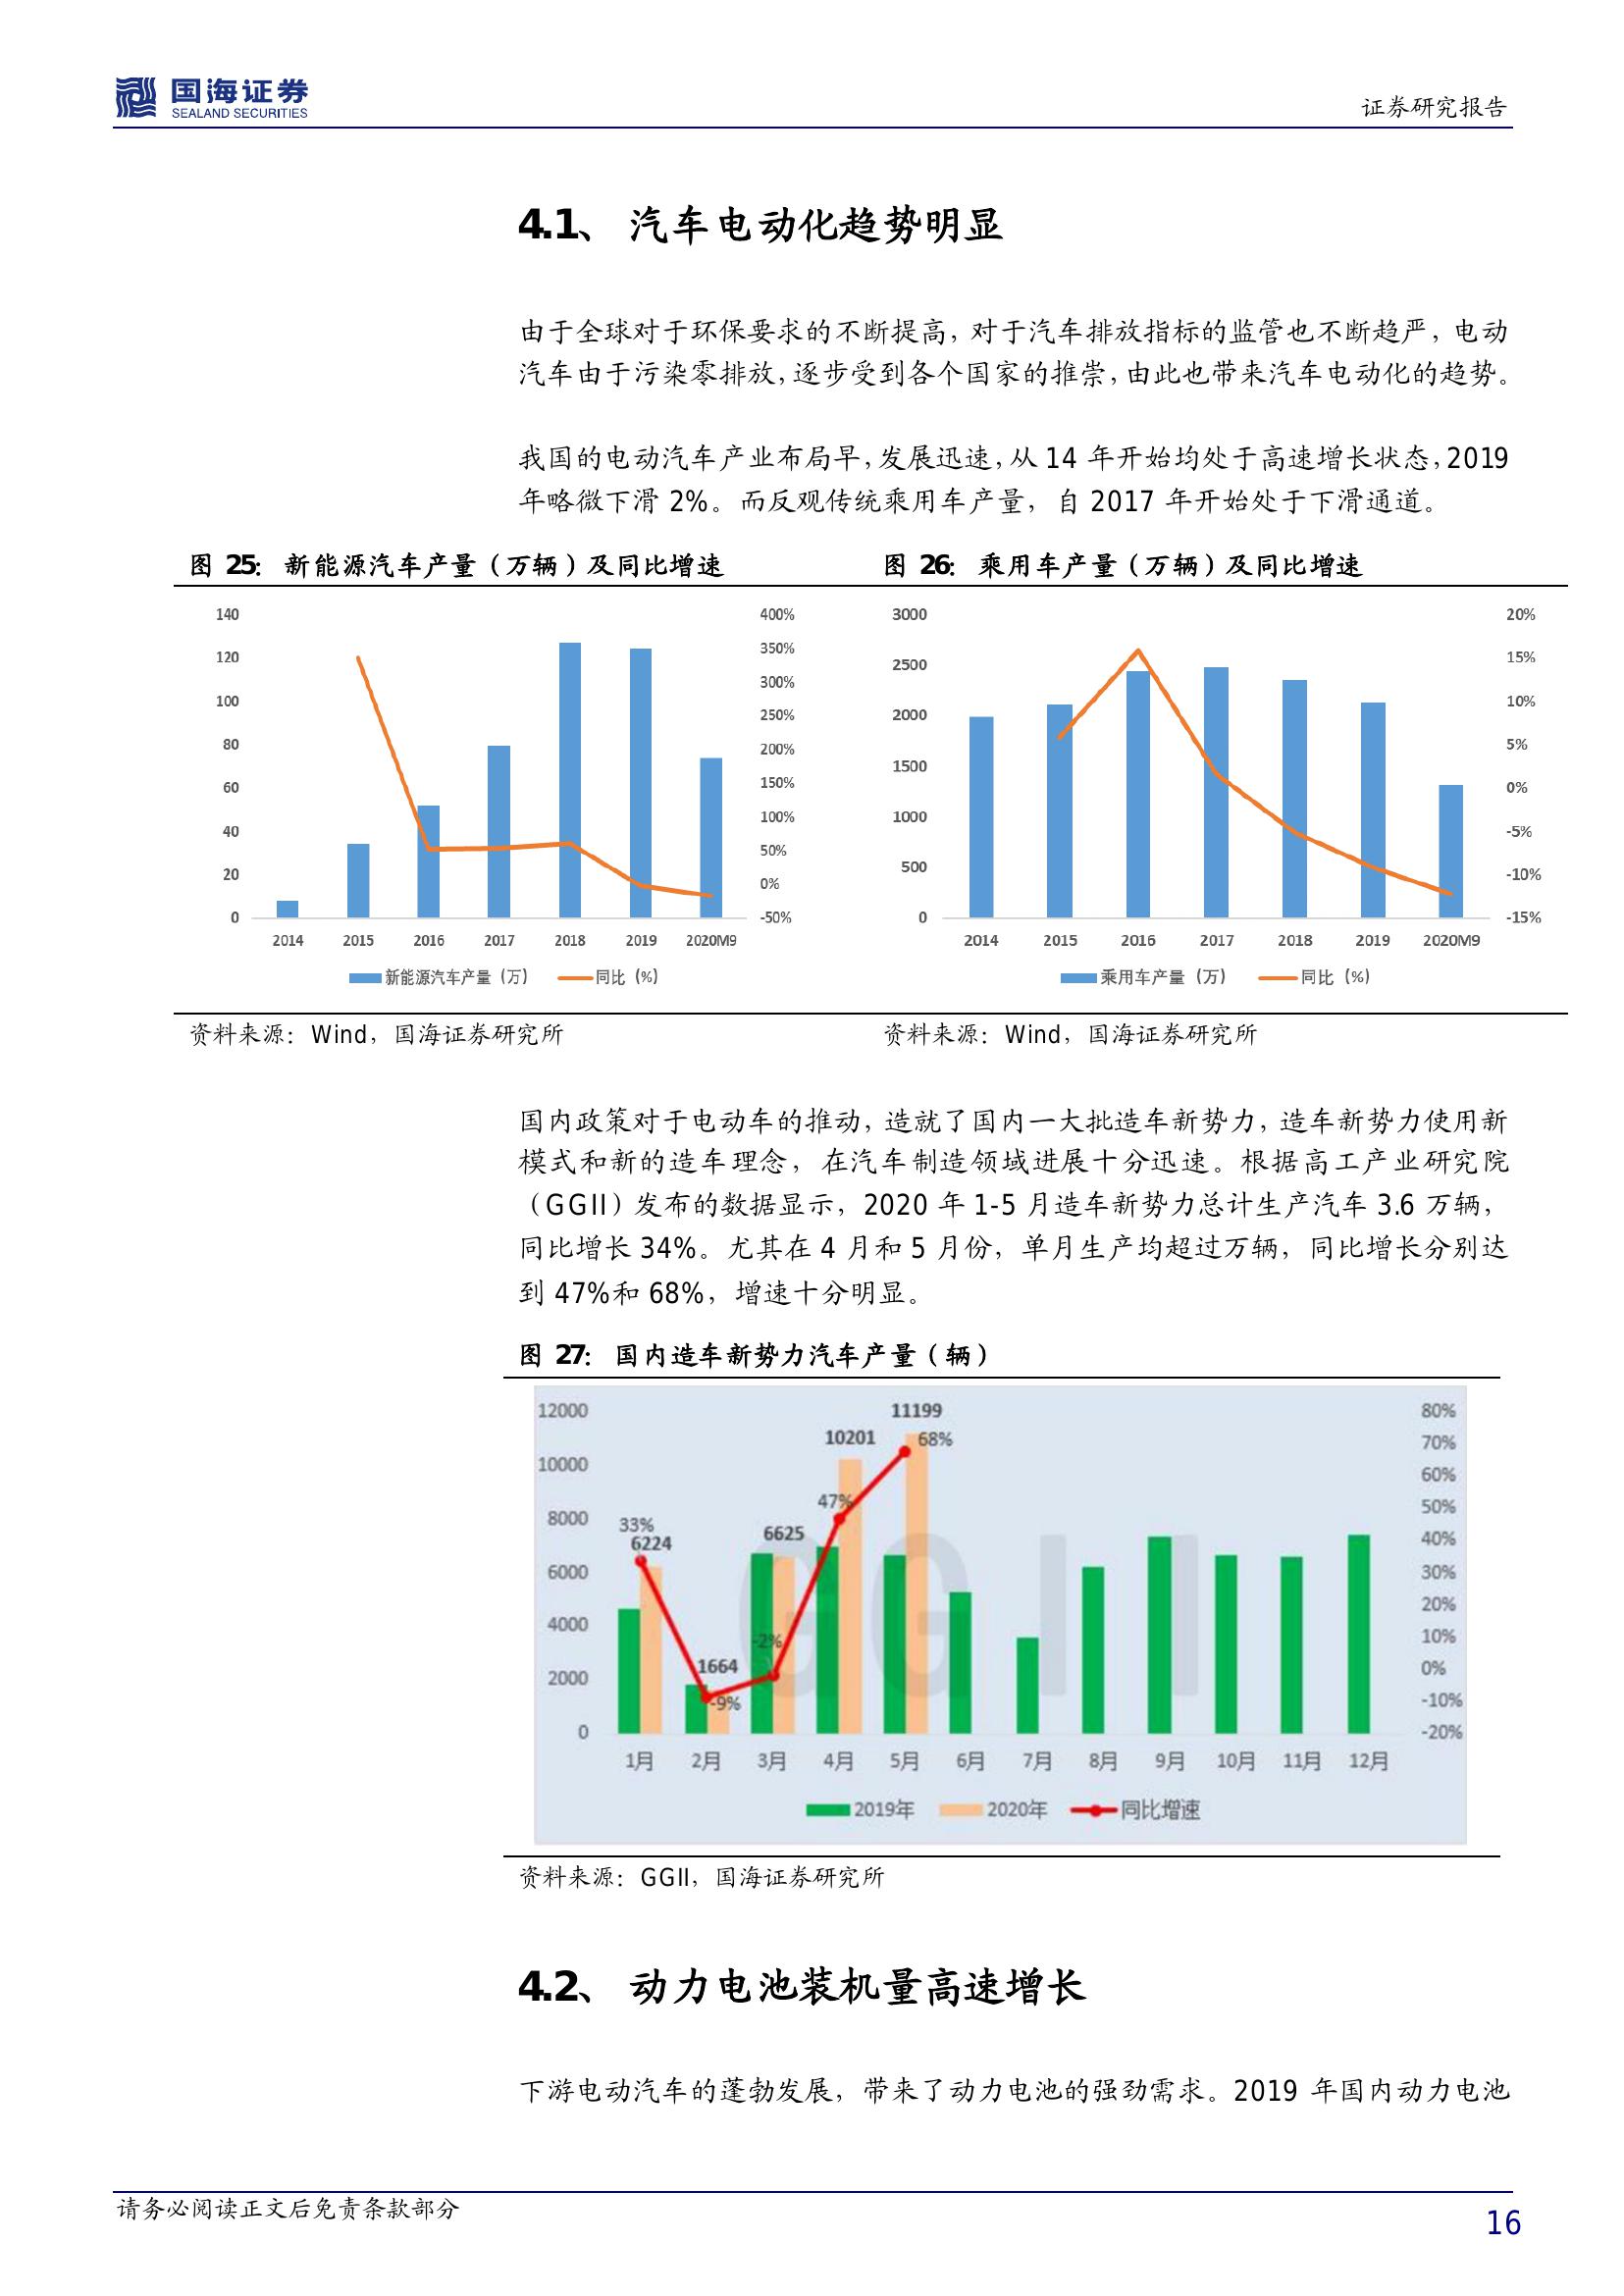 国海证券
SEALAND SECURITIES
证券研究报告
4.1、 汽车电动化趋势明显
由于全球对于环保要求的不断提高，对于汽车排放指标的监管也不断趋严，电动
汽车由于污染零排放，逐步受到各个国家的推崇，由此也带来汽车电动化的趋势。
我国的电动汽车产业布局早，发展迅速，从 14 年开始均处于高速增长状态，2019
年略微下滑 2%。而反观传统乘用车产量，自 2017 年开始处于下滑通道。
图 25： 新能源汽车产量（万辆）及同比增速
140
120
100
80
60
40
20
0
400%
350%
300%
250%
200%
150%
100%
50%
0%
-50%
2014 2015 2016 2017 2018 2019 2020M9
新能源汽车产量（万） 同比（%）
资料来源：Wind，国海证券研究所
图 26： 乘用车产量（万辆）及同比增速
3000
2500
2000
1500
1000
500
0
20%
15%
10%
5%
0%
-5%
-10%
-15%
2014 2015 2016 2017 2018 2019 2020M9
乘用车产量（万） 同比（%）
资料来源：Wind，国海证券研究所
国内政策对于电动车的推动，造就了国内一大批造车新势力，造车新势力使用新
模式和新的造车理念，在汽车制造领域进展十分迅速。根据高工产业研究院
（GGII）发布的数据显示，2020 年 1-5 月造车新势力总计生产汽车 3.6 万辆，
同比增长 34%。尤其在 4 月和 5 月份，单月生产均超过万辆，同比增长分别达
到 47%和 68%，增速十分明显。
图 27： 国内造车新势力汽车产量（辆）
12000
10000
8000
6000
4000
2000
0
33%
6224
1664
-9%
6625
-2%
10201
47%
11199
68%
GGII
80%
70%
60%
50%
40%
30%
20%
10%
0%
-10%
-20%
1月 2月 3月 4月 5月 6月 7月 8月 9月 10月 11月 12月
2019年 2020年 同比增速
资料来源：GGII，国海证券研究所
4.2、 动力电池装机量高速增长
下游电动汽车的蓬勃发展，带来了动力电池的强劲需求。2019 年国内动力电池
请务必阅读正文后免责条款部分
16